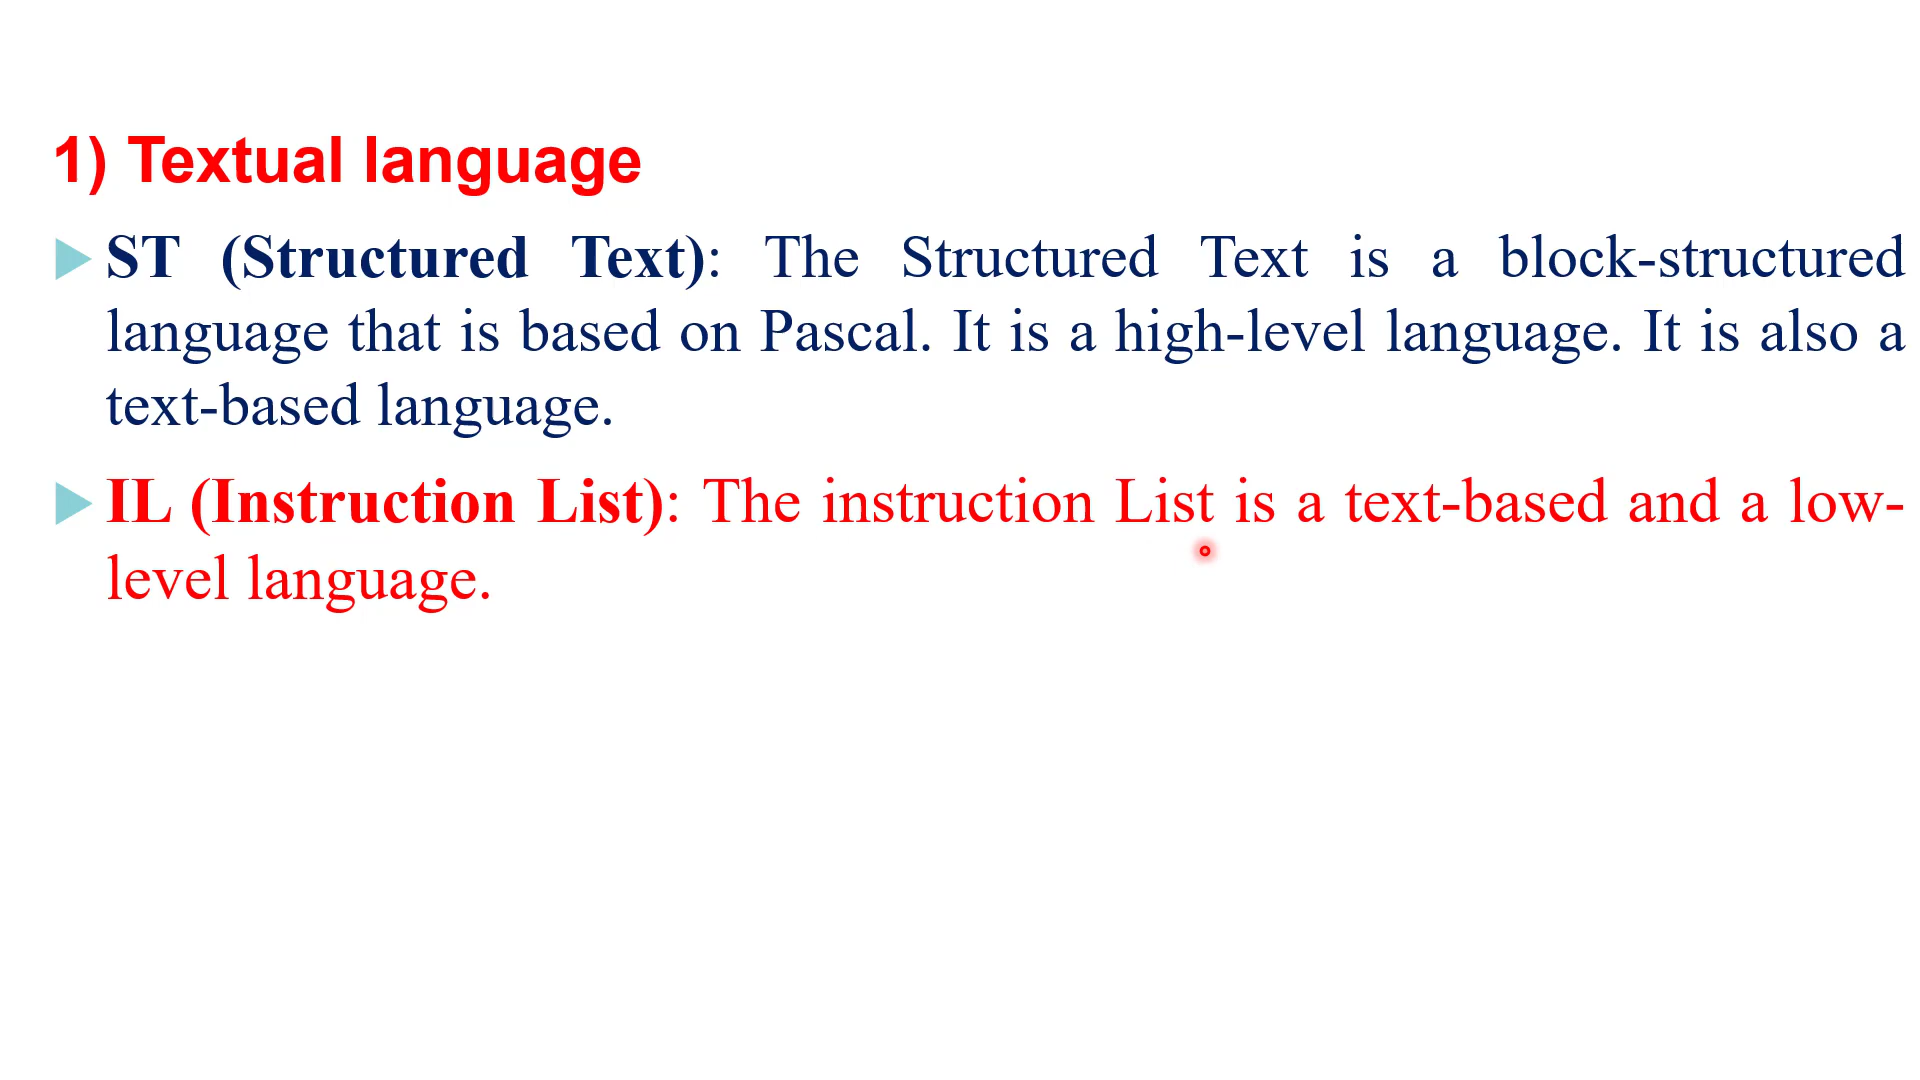 1) Textual language
ST (Structured Text): The Structured Text is a block-structured
language that is based on Pascal. It is a high-level language. It is also a
text-based language.
IL (Instruction List): The instruction List is a text-based and a low-
level language.